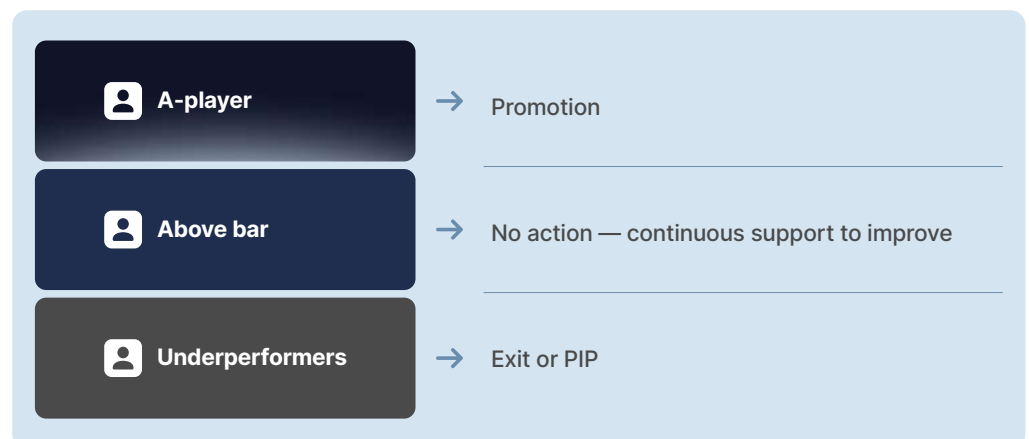 A-player
Promotion
Above bar
No action — continuous support to improve
Underperformers
Exit or PIP